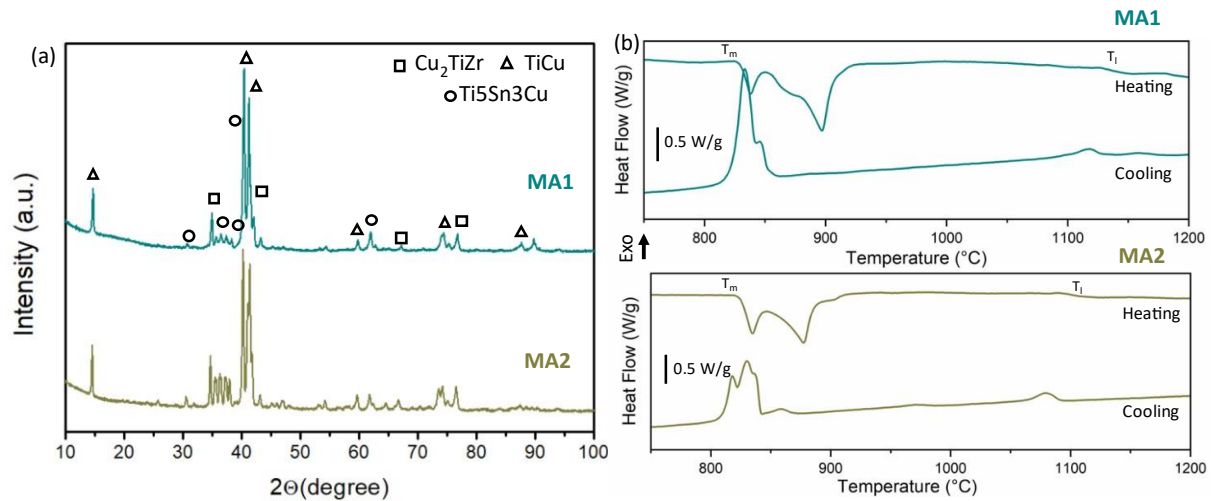 (a)
□ Cu₂TiZr △ TiCu
○Ti5Sn3Cu
MA1
MA2
Intensity (a.u.)
10 20 30 40 50 60 70 80 90 100
2Θ(degree)
(b)
MA1
Tm
Tl
Heating
0.5 W/g
Cooling
Heat Flow (W/g)
800 900 1000 1100 1200
Temperature (°C)
Exo
MA2
Tm
Tl
Heating
0.5 W/g
Cooling
Heat Flow (W/g)
800 900 1000 1100 1200
Temperature (°C)